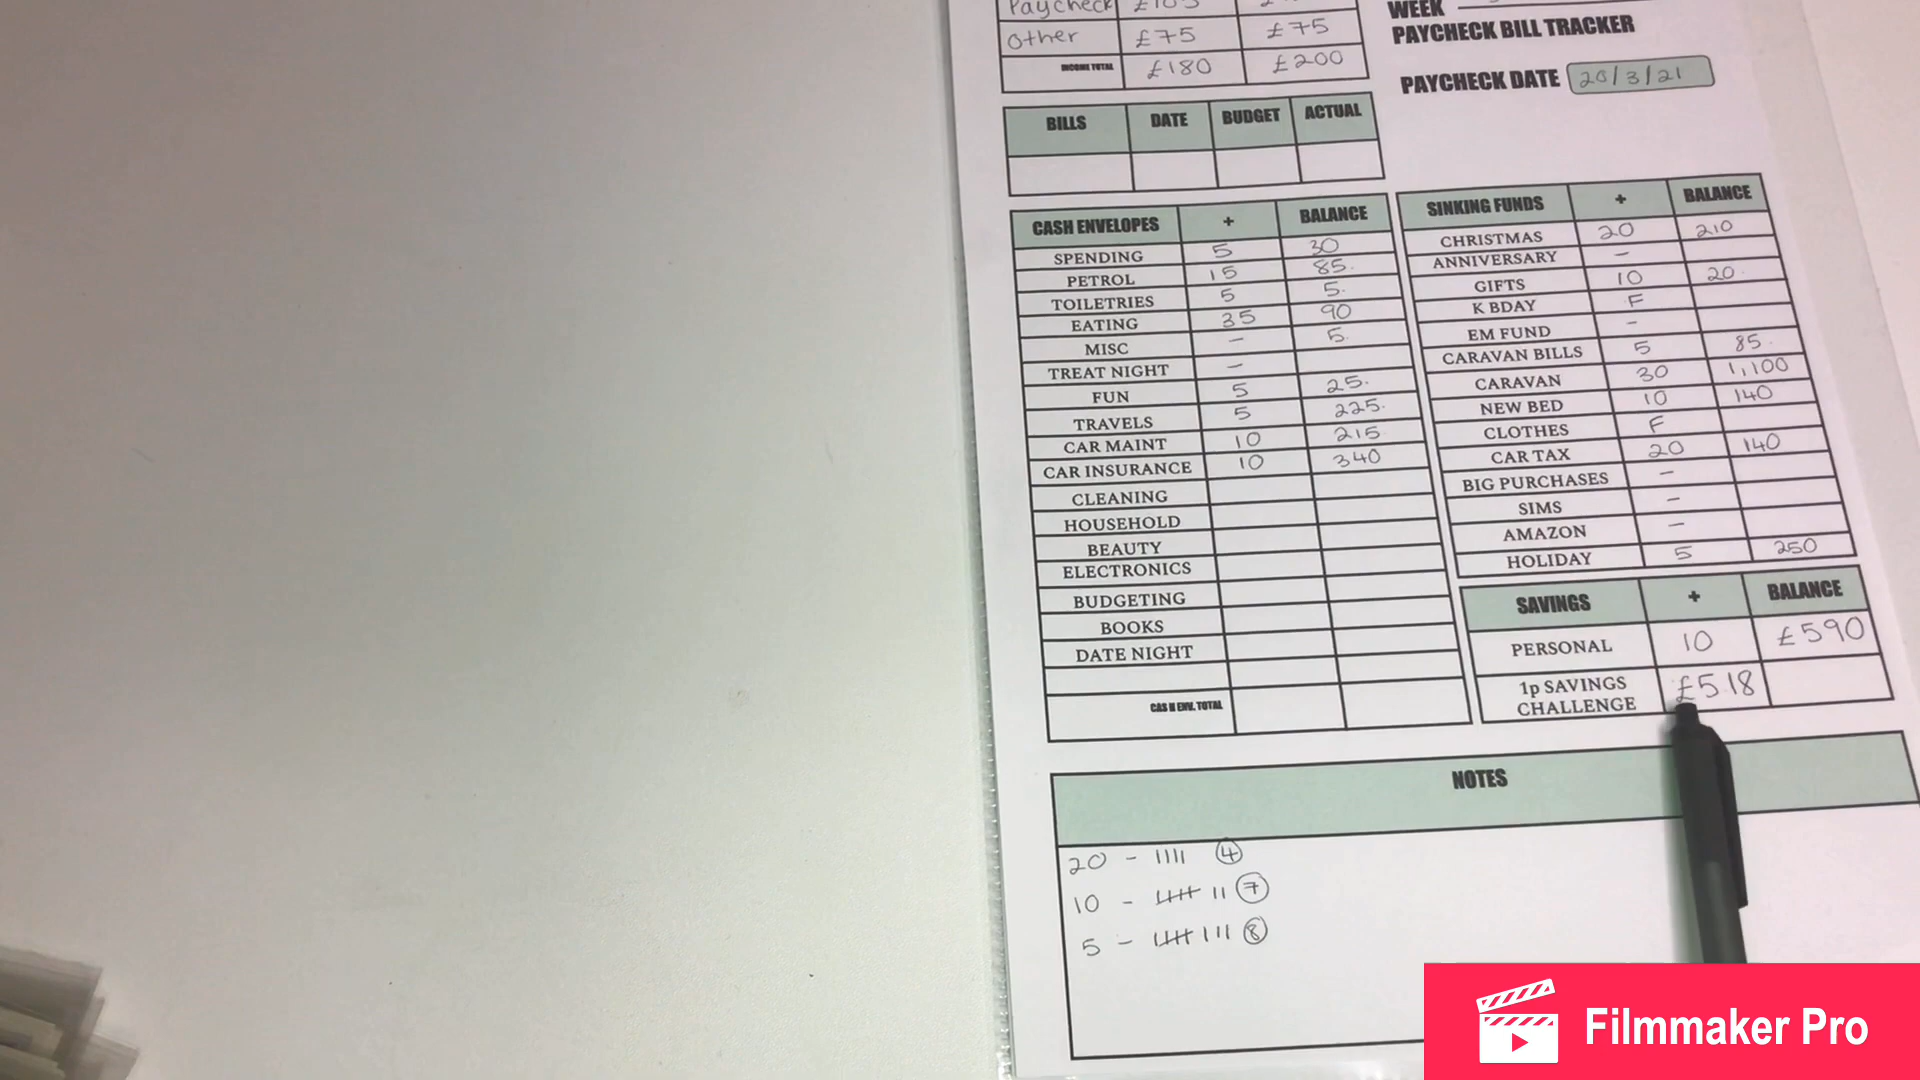 Paycheck £105
Other £75 £75
INCOME TOTAL £180 £200
WEEK
PAYCHECK BILL TRACKER
PAYCHECK DATE 20/3/21
BILLS DATE BUDGET ACTUAL
CASH ENVELOPES + BALANCE
SPENDING 5 30
PETROL 15 85.
TOILETRIES 5 5.
EATING 35 90
MISC - 5.
TREAT NIGHT -
FUN 5 25.
TRAVELS 5 225.
CAR MAINT 10 215
CAR INSURANCE 10 340
CLEANING
HOUSEHOLD
BEAUTY
ELECTRONICS
BUDGETING
BOOKS
DATE NIGHT
CASH ENV. TOTAL
SINKING FUNDS + BALANCE
CHRISTMAS 20 210
ANNIVERSARY -
GIFTS 10 20.
K BDAY F
EM FUND -
CARAVAN BILLS 5 85.
CARAVAN 30 1,100
NEW BED 10 140
CLOTHES F
CAR TAX 20 140
BIG PURCHASES -
SIMS -
AMAZON -
HOLIDAY 5 250
SAVINGS + BALANCE
PERSONAL 10 £590
1p SAVINGS
CHALLENGE £5.18
NOTES
20 - IIII 4
10 - IIII II 7
5 - IIII III 8
Filmmaker Pro